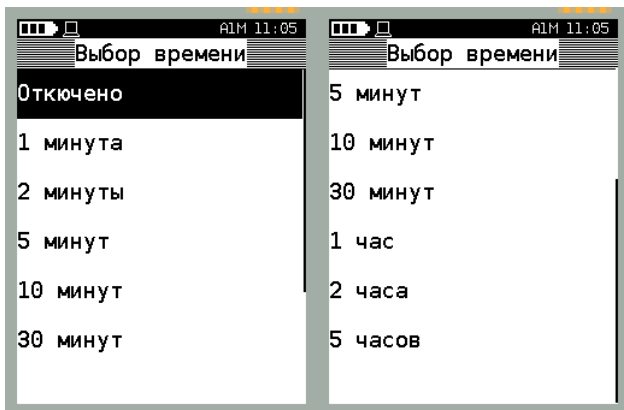 A1M 11:05
Выбор времени
Откючено
1 минута
2 минуты
5 минут
10 минут
30 минут
A1M 11:05
Выбор времени
5 минут
10 минут
30 минут
1 час
2 часа
5 часов